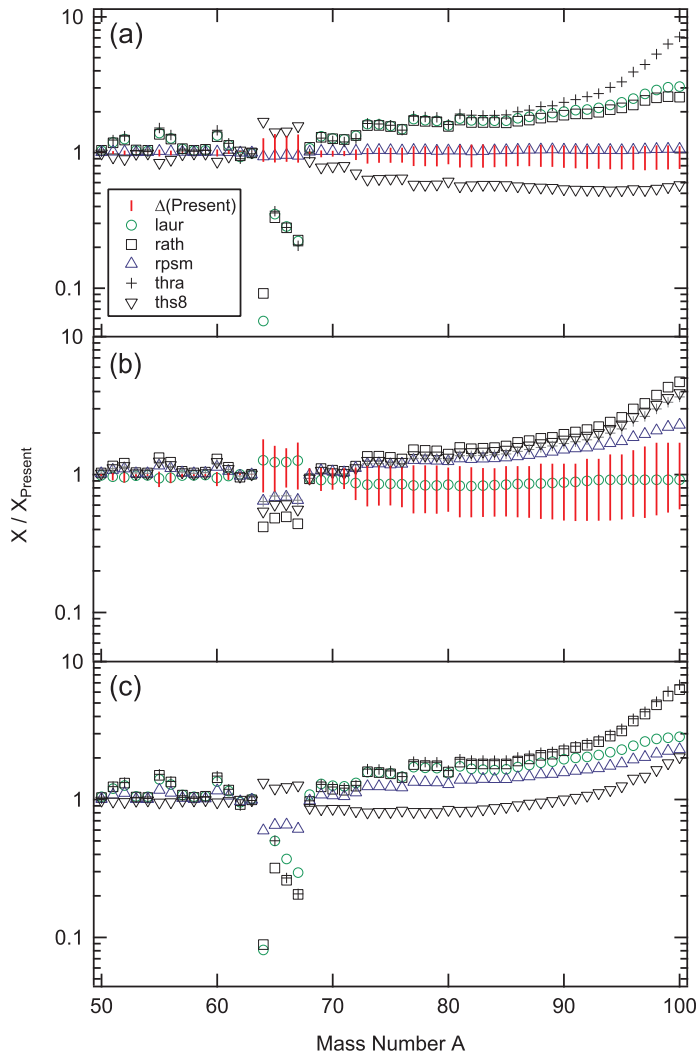 10
(a)
1
0.1
Δ(Present)
laur
rath
rpsm
thra
ths8
10
(b)
1
0.1
X / XPresent
10
(c)
1
0.1
50 60 70 80 90 100
Mass Number A